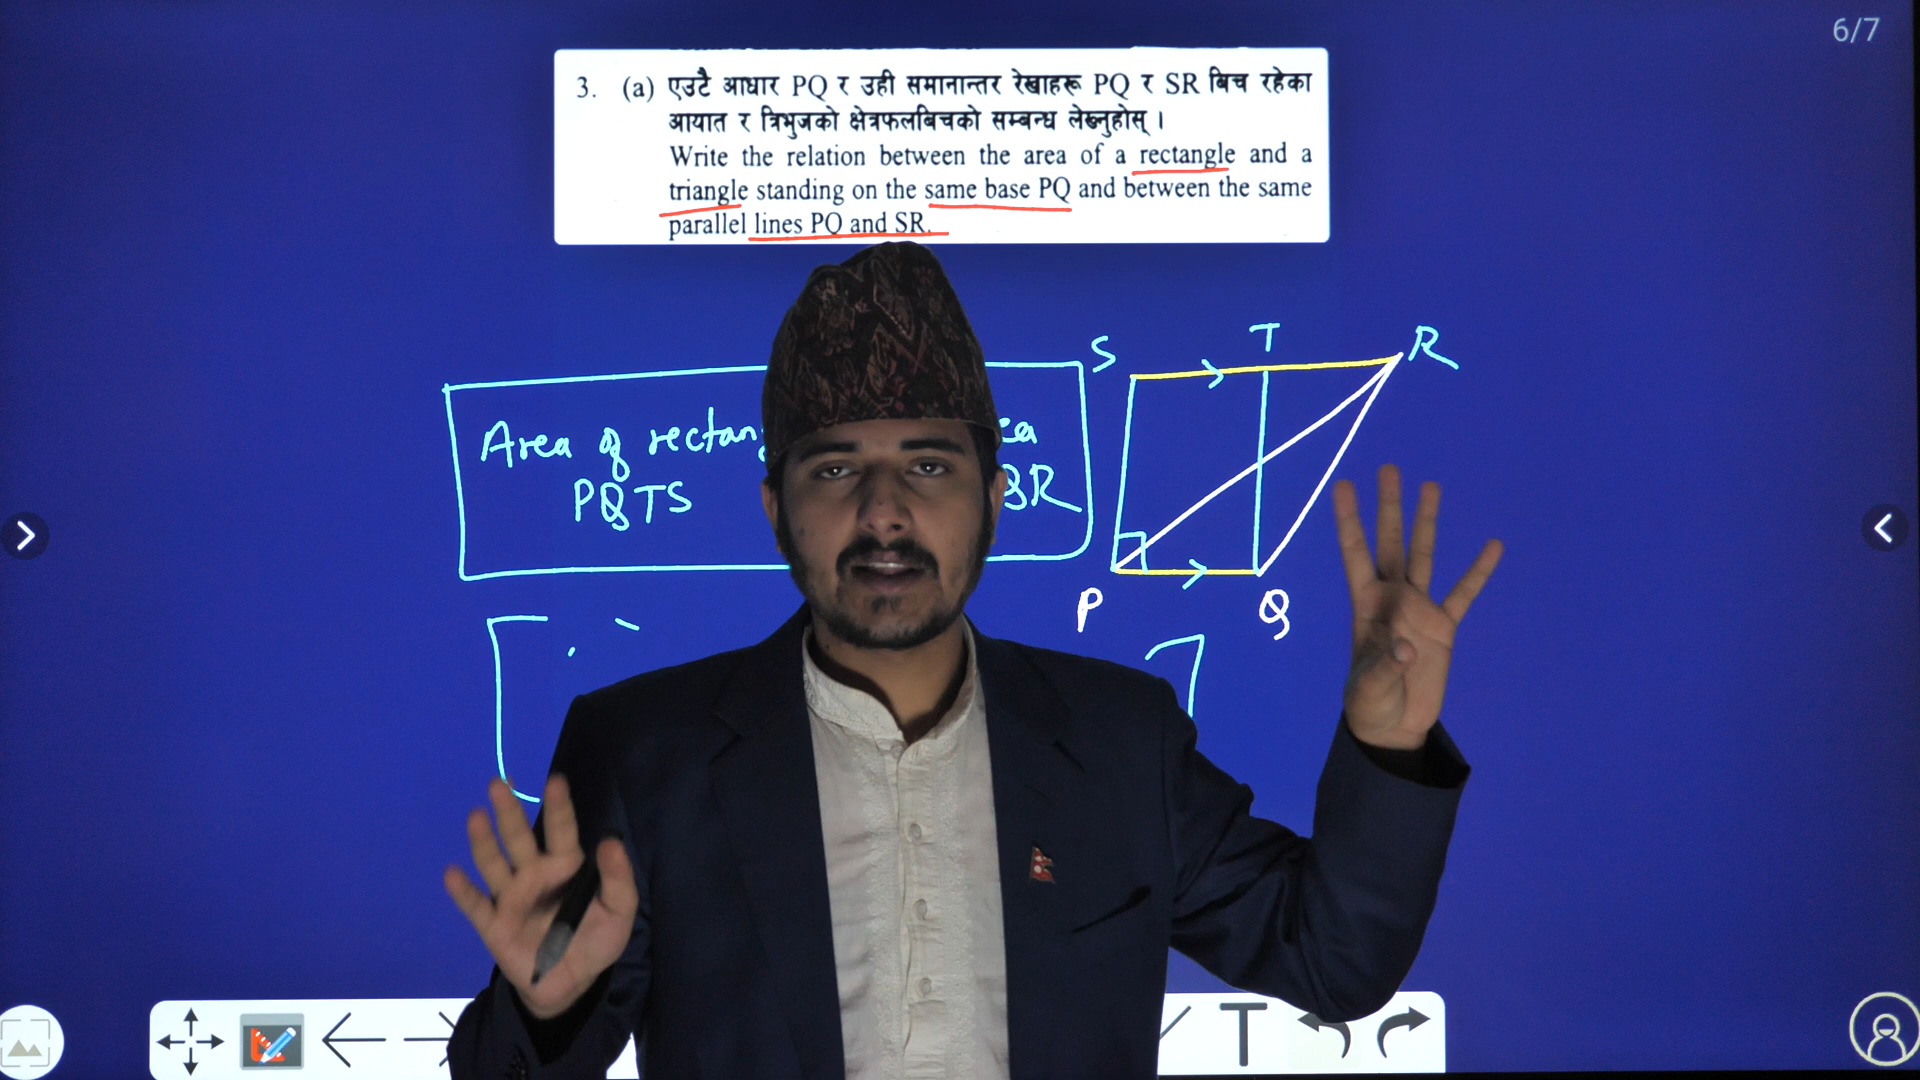 6/7
3. (a) एउटै आधार PQ र उही समानान्तर रेखाहरू PQ र SR बिच रहेका
आयात र त्रिभुजको क्षेत्रफलबिचको सम्बन्ध लेख्नुहोस् ।
Write the relation between the area of a rectangle and a
triangle standing on the same base PQ and between the same
parallel lines PQ and SR.
S T R
Area of
PQTS
P Q
T